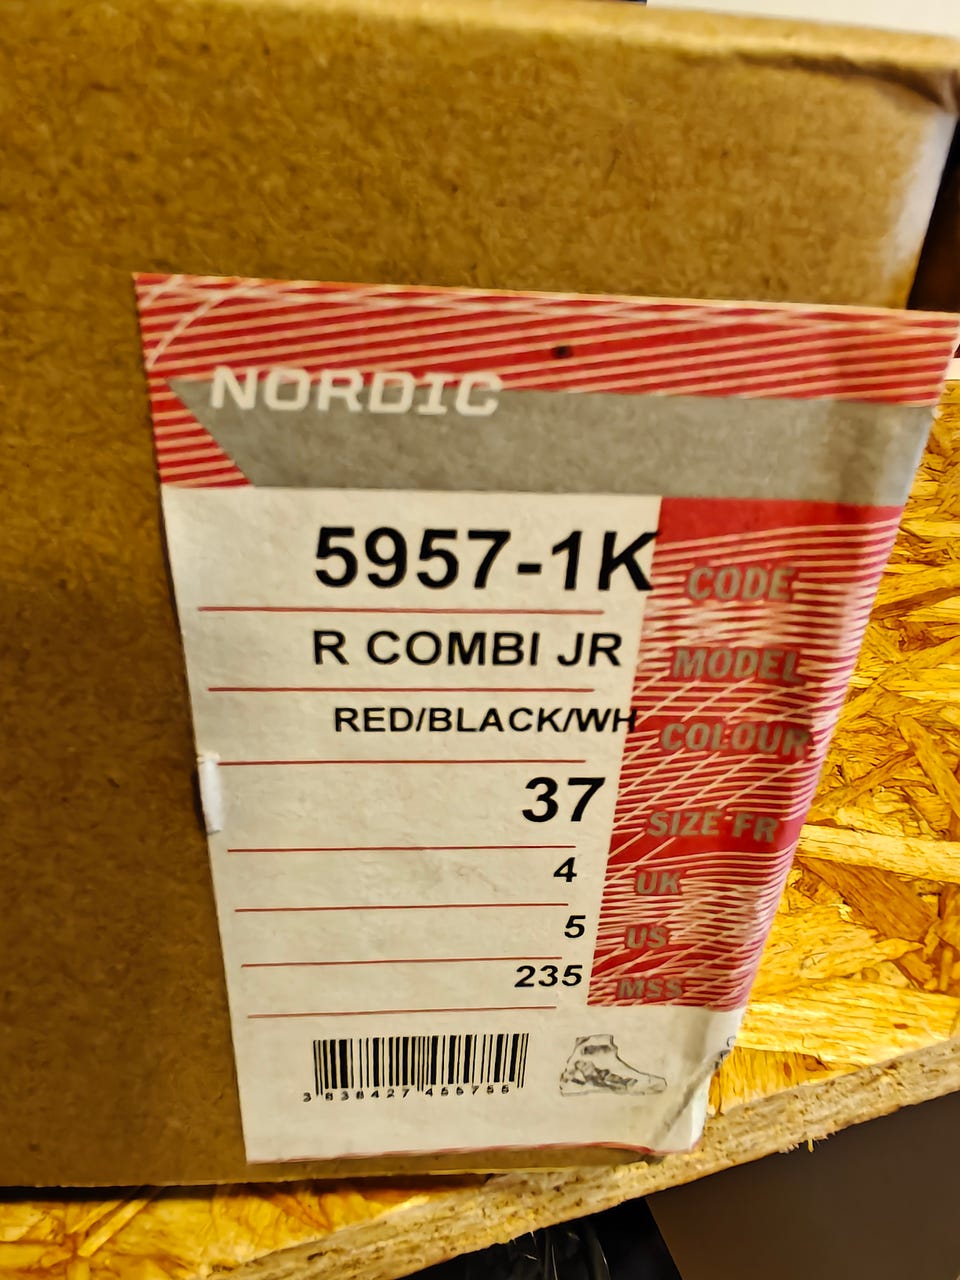 NORDIC
5957-1K CODE
R COMBI JR MODEL
RED/BLACK/WH COLOUR
37 SIZE FR
4 UK
5 US
235 MSS